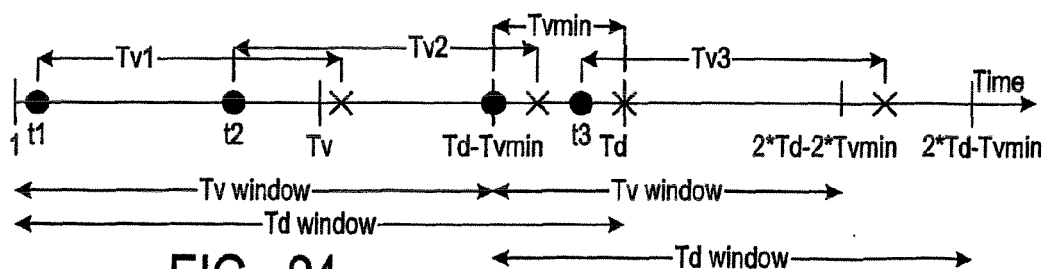 Tvmin
Tv1
Tv2
Tv3
Time
1
t1
t2
Tv
Td-Tvmin
t3
Td
2*Td-2*Tvmin
2*Td-Tvmin
Tv window
Tv window
Td window
Td window